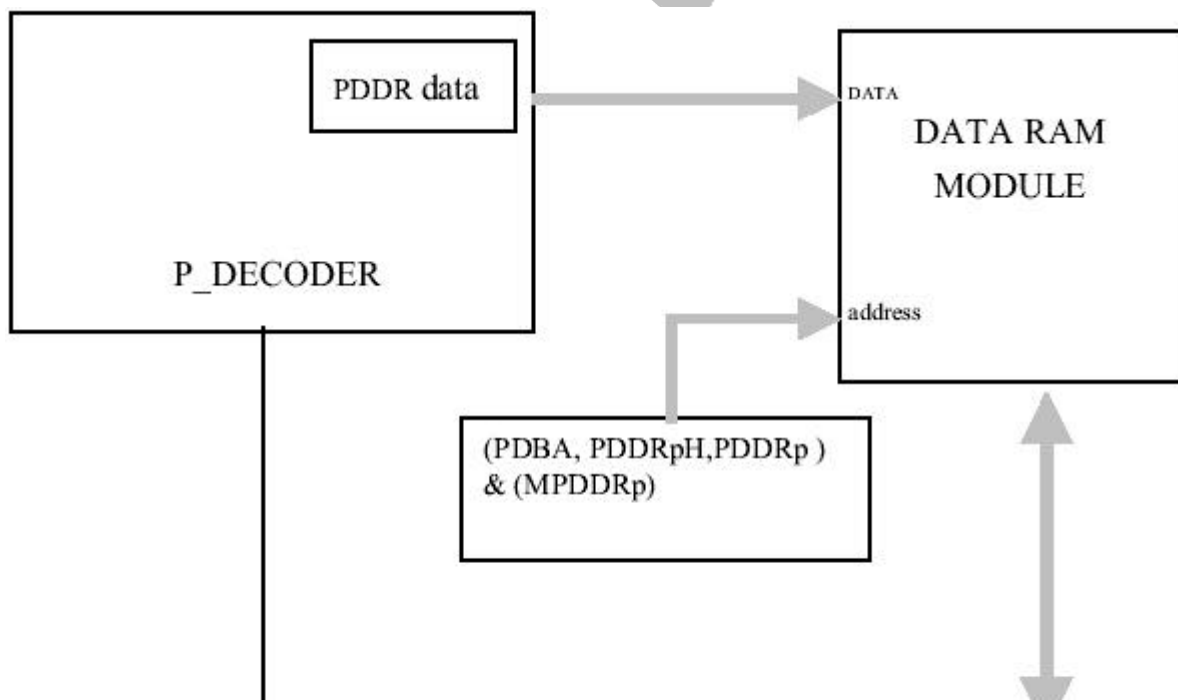 PDDR data
P_DECODER
DATA
DATA RAM
MODULE
address
(PDBA, PDDRpH,PDDRp )
& (MPDDRp)